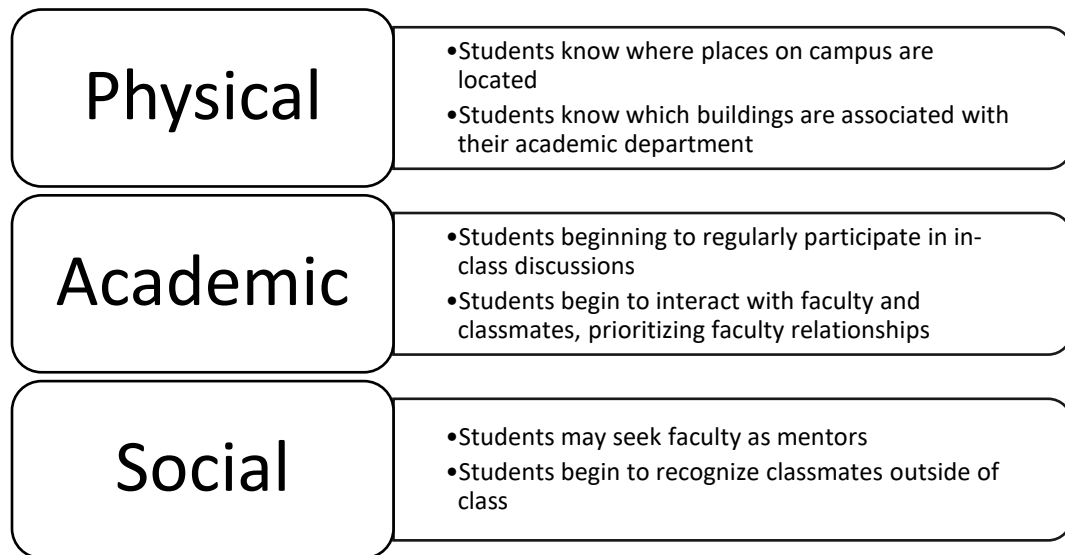 Physical
•Students know where places on campus are
located
•Students know which buildings are associated with
their academic department
Academic
•Students beginning to regularly participate in in-
class discussions
•Students begin to interact with faculty and
classmates, prioritizing faculty relationships
Social
•Students may seek faculty as mentors
•Students begin to recognize classmates outside of
class